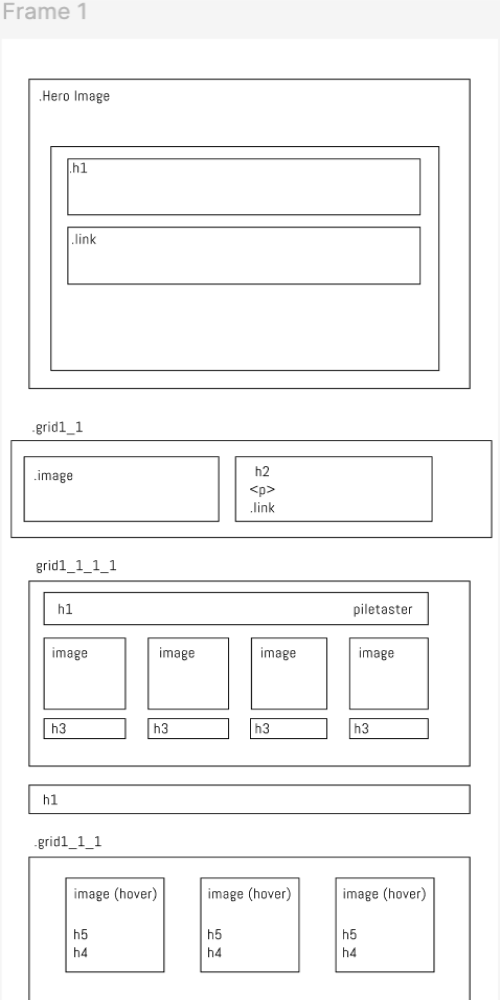 Frame 1
.Hero Image
.h1
.link
.grid1_1
.image
h2
<p>
.link
grid1_1_1_1
h1 piletaster
image image image image
h3 h3 h3 h3
h1
.grid1_1_1
image (hover) image (hover) image (hover)
h5 h5 h5
h4 h4 h4